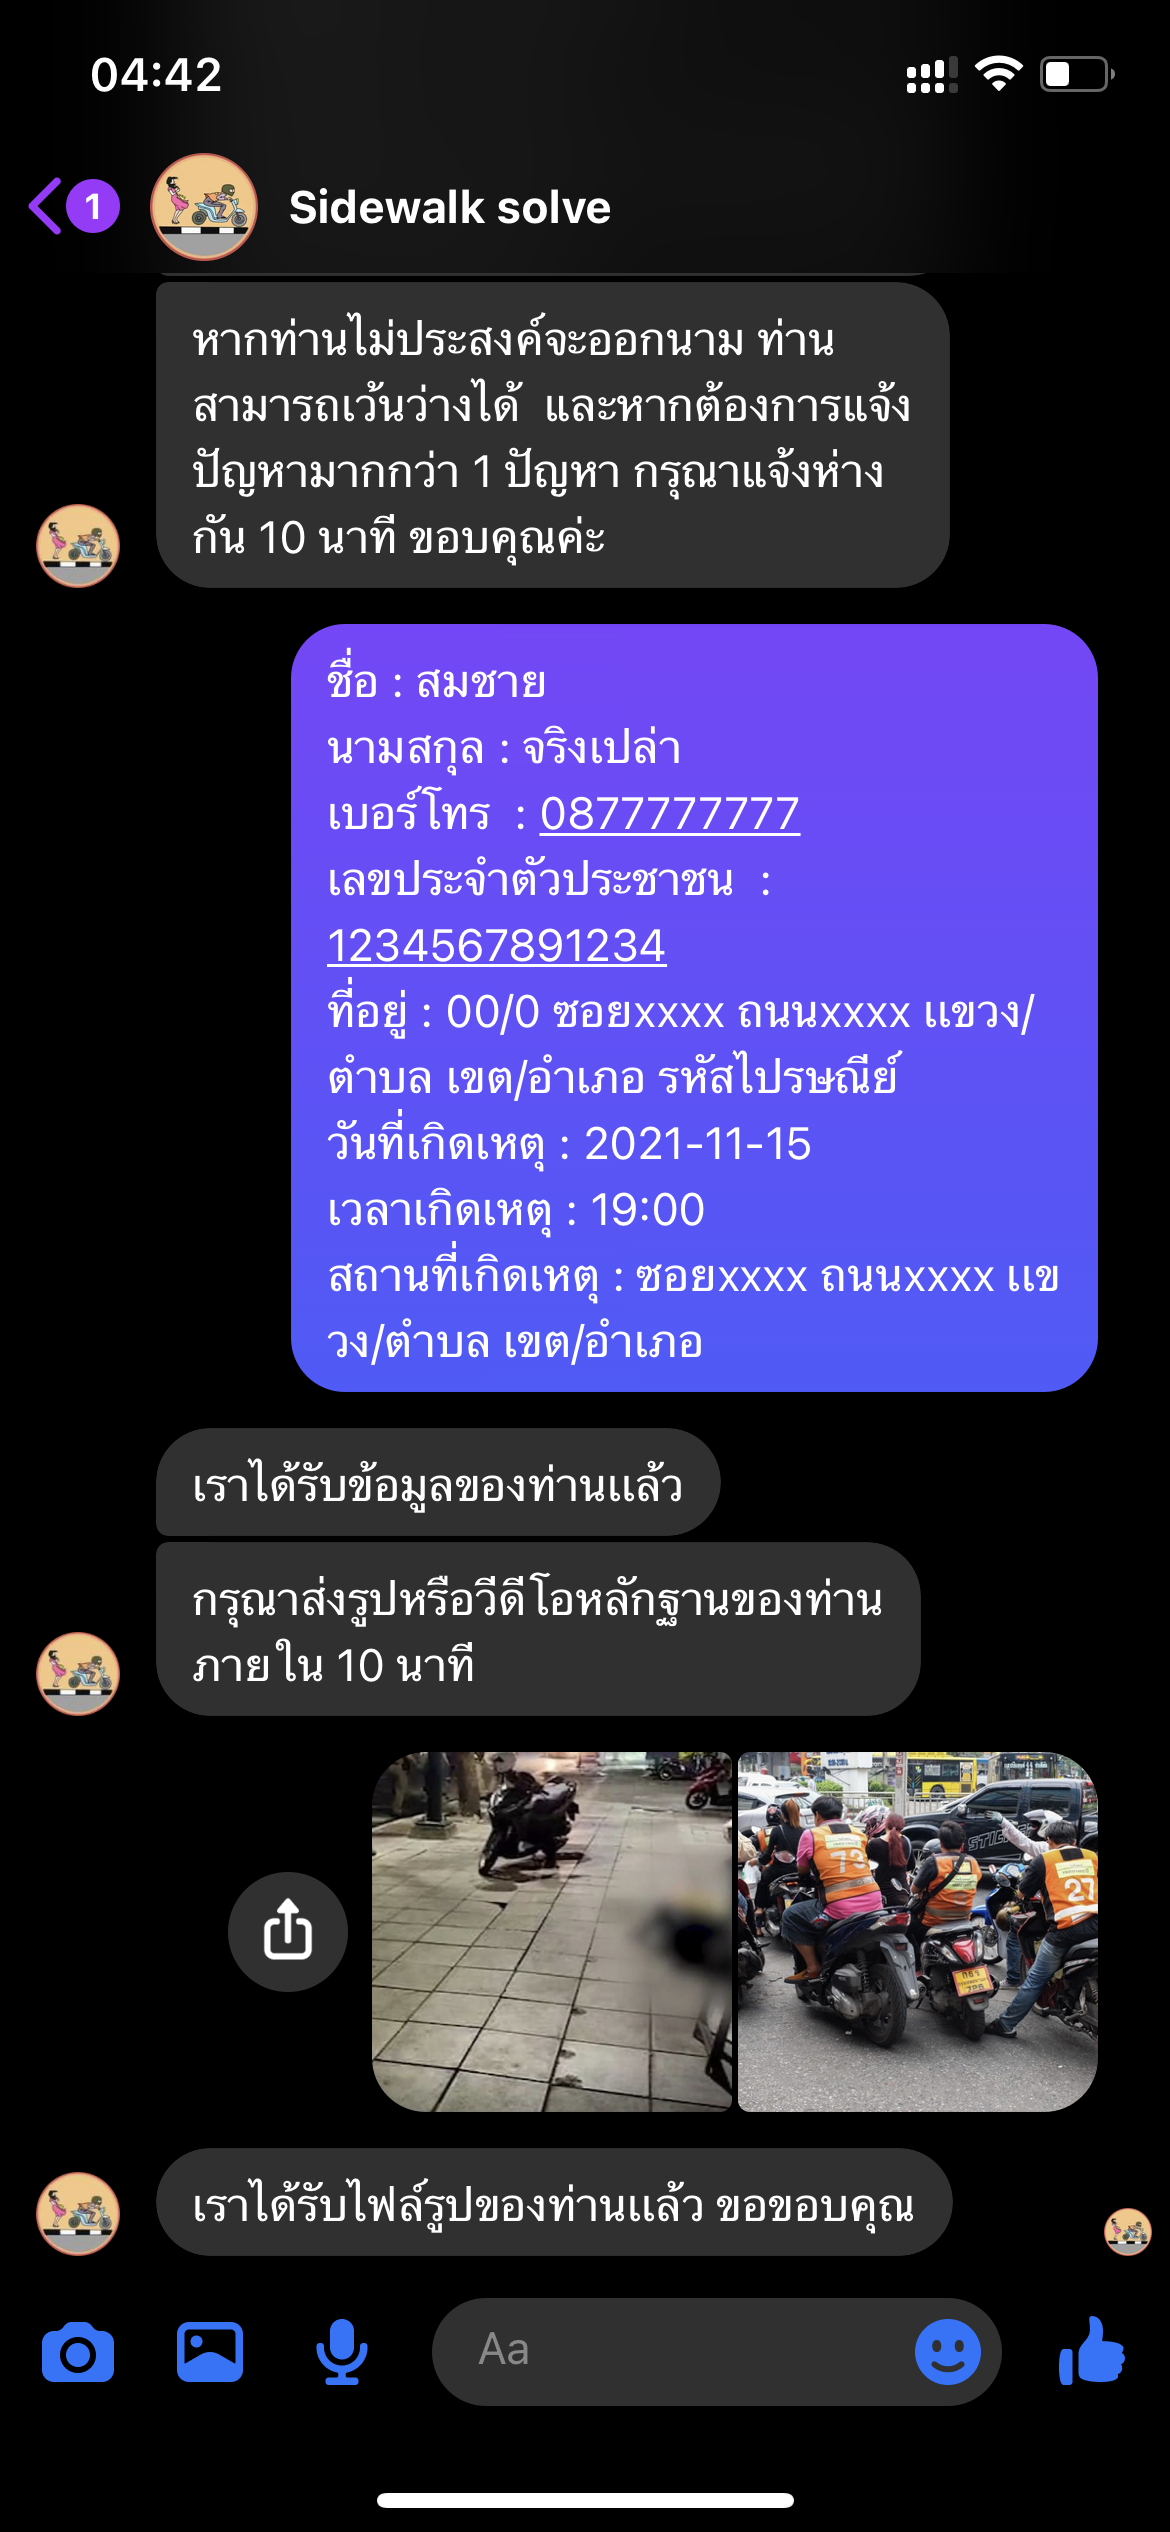 04:42
1
Sidewalk solve
หากท่านไม่ประสงค์จะออกนาม ท่าน
สามารถเว้นว่างได้  และหากต้องการแจ้ง
ปัญหามากกว่า 1 ปัญหา กรุณาแจ้งห่าง
กัน 10 นาที ขอบคุณค่ะ
ชื่อ : สมชาย
นามสกุล : จริงเปล่า
เบอร์โทร  : 0877777777
เลขประจำตัวประชาชน  :
1234567891234
ที่อยู่ : 00/0 ซอยxxxx ถนนxxxx แขวง/
ตำบล เขต/อำเภอ รหัสไปรษณีย์
วันที่เกิดเหตุ : 2021-11-15
เวลาเกิดเหตุ : 19:00
สถานที่เกิดเหตุ : ซอยxxxx ถนนxxxx แข
วง/ตำบล เขต/อำเภอ
เราได้รับข้อมูลของท่านแล้ว
กรุณาส่งรูปหรือวีดีโอหลักฐานของท่าน
ภายใน 10 นาที
73
27
เราได้รับไฟล์รูปของท่านแล้ว ขอขอบคุณ
Aa